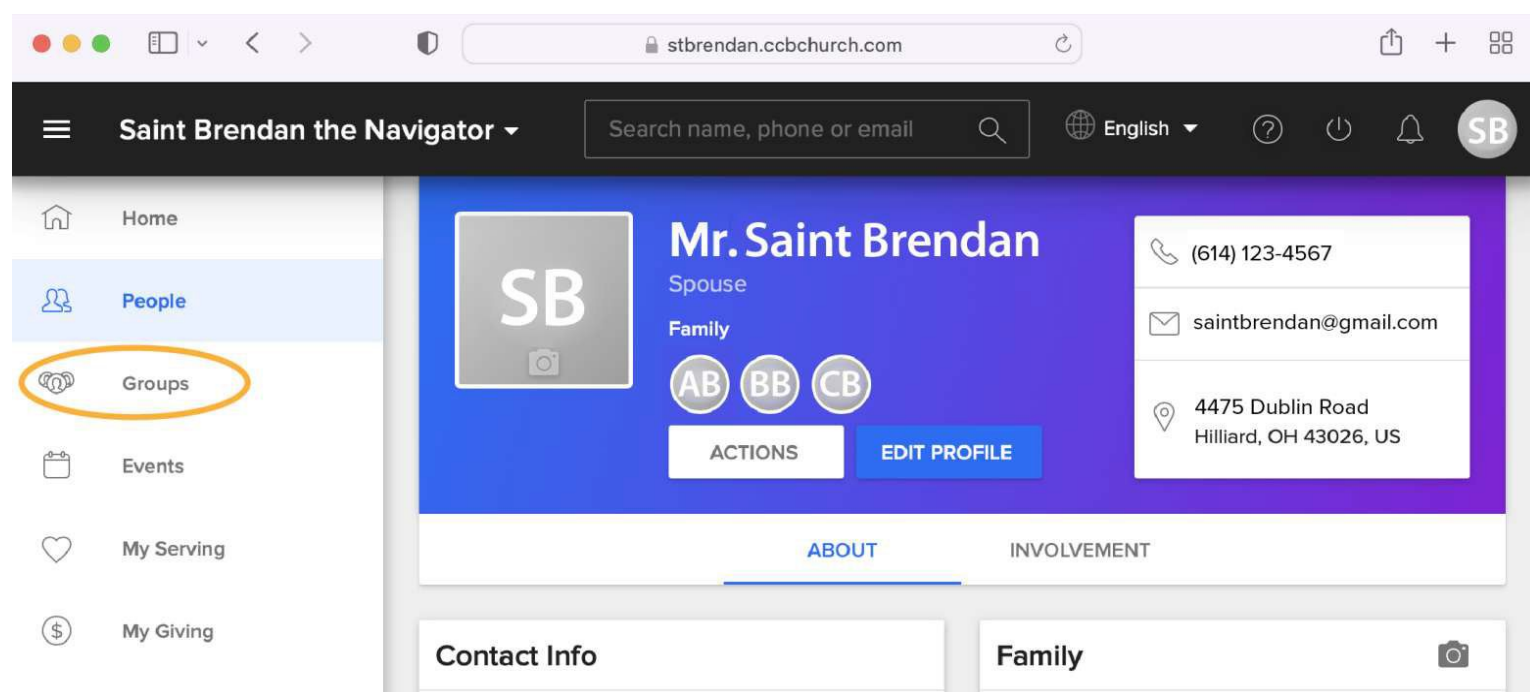 stbrendan.ccbchurch.com
Saint Brendan the Navigator
Search name, phone or email
English
SB
Home
People
Groups
Events
My Serving
My Giving
SB
Mr. Saint Brendan
Spouse
Family
AB BB CB
ACTIONS
EDIT PROFILE
(614) 123-4567
saintbrendan@gmail.com
4475 Dublin Road
Hilliard, OH 43026, US
ABOUT
INVOLVEMENT
Contact Info
Family